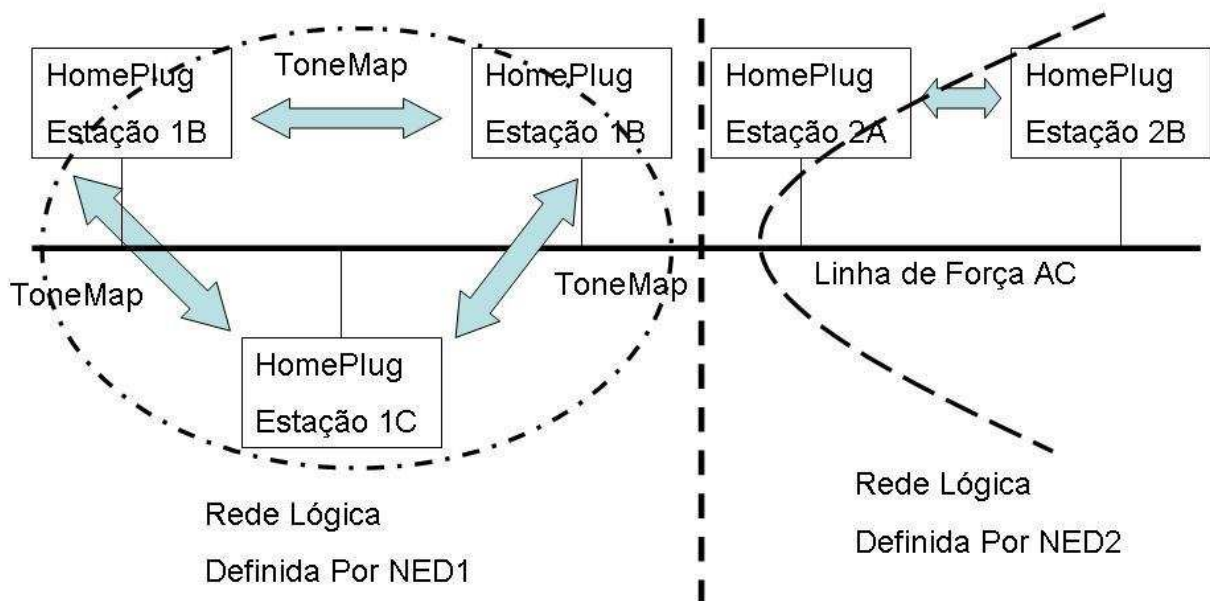 HomePlug
Estação 1B
ToneMap
HomePlug
Estação 1B
HomePlug
Estação 2A
HomePlug
Estação 2B
ToneMap
ToneMap
Linha de Força AC
HomePlug
Estação 1C
Rede Lógica
Definida Por NED1
Rede Lógica
Definida Por NED2